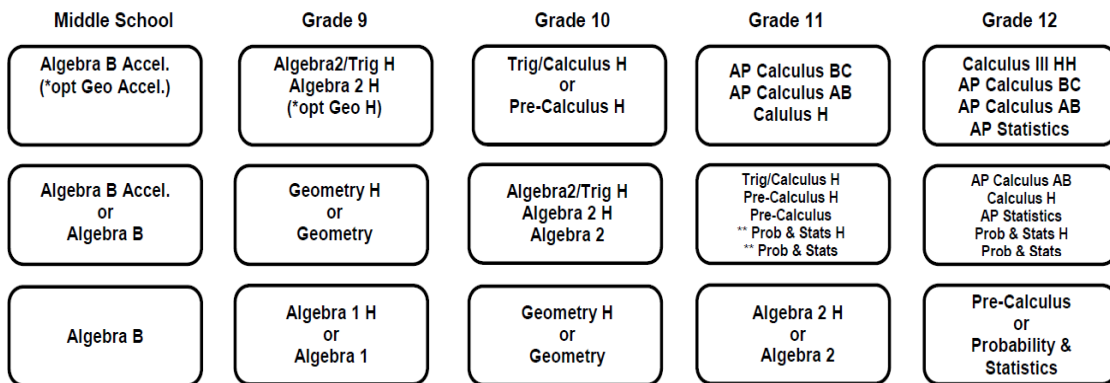 Middle School
Grade 9
Grade 10
Grade 11
Grade 12
Algebra B Accel.
(*opt Geo Accel.)
Algebra2/Trig H
Algebra 2 H
(*opt Geo H)
Trig/Calculus H
or
Pre-Calculus H
AP Calculus BC
AP Calculus AB
Calulus H
Calculus III HH
AP Calculus BC
AP Calculus AB
AP Statistics
Algebra B Accel.
or
Algebra B
Geometry H
or
Geometry
Algebra2/Trig H
Algebra 2 H
Algebra 2
Trig/Calculus H
Pre-Calculus H
Pre-Calculus
** Prob & Stats H
** Prob & Stats
AP Calculus AB
Calculus H
AP Statistics
Prob & Stats H
Prob & Stats
Algebra B
Algebra 1 H
or
Algebra 1
Geometry H
or
Geometry
Algebra 2 H
or
Algebra 2
Pre-Calculus
or
Probability &
Statistics